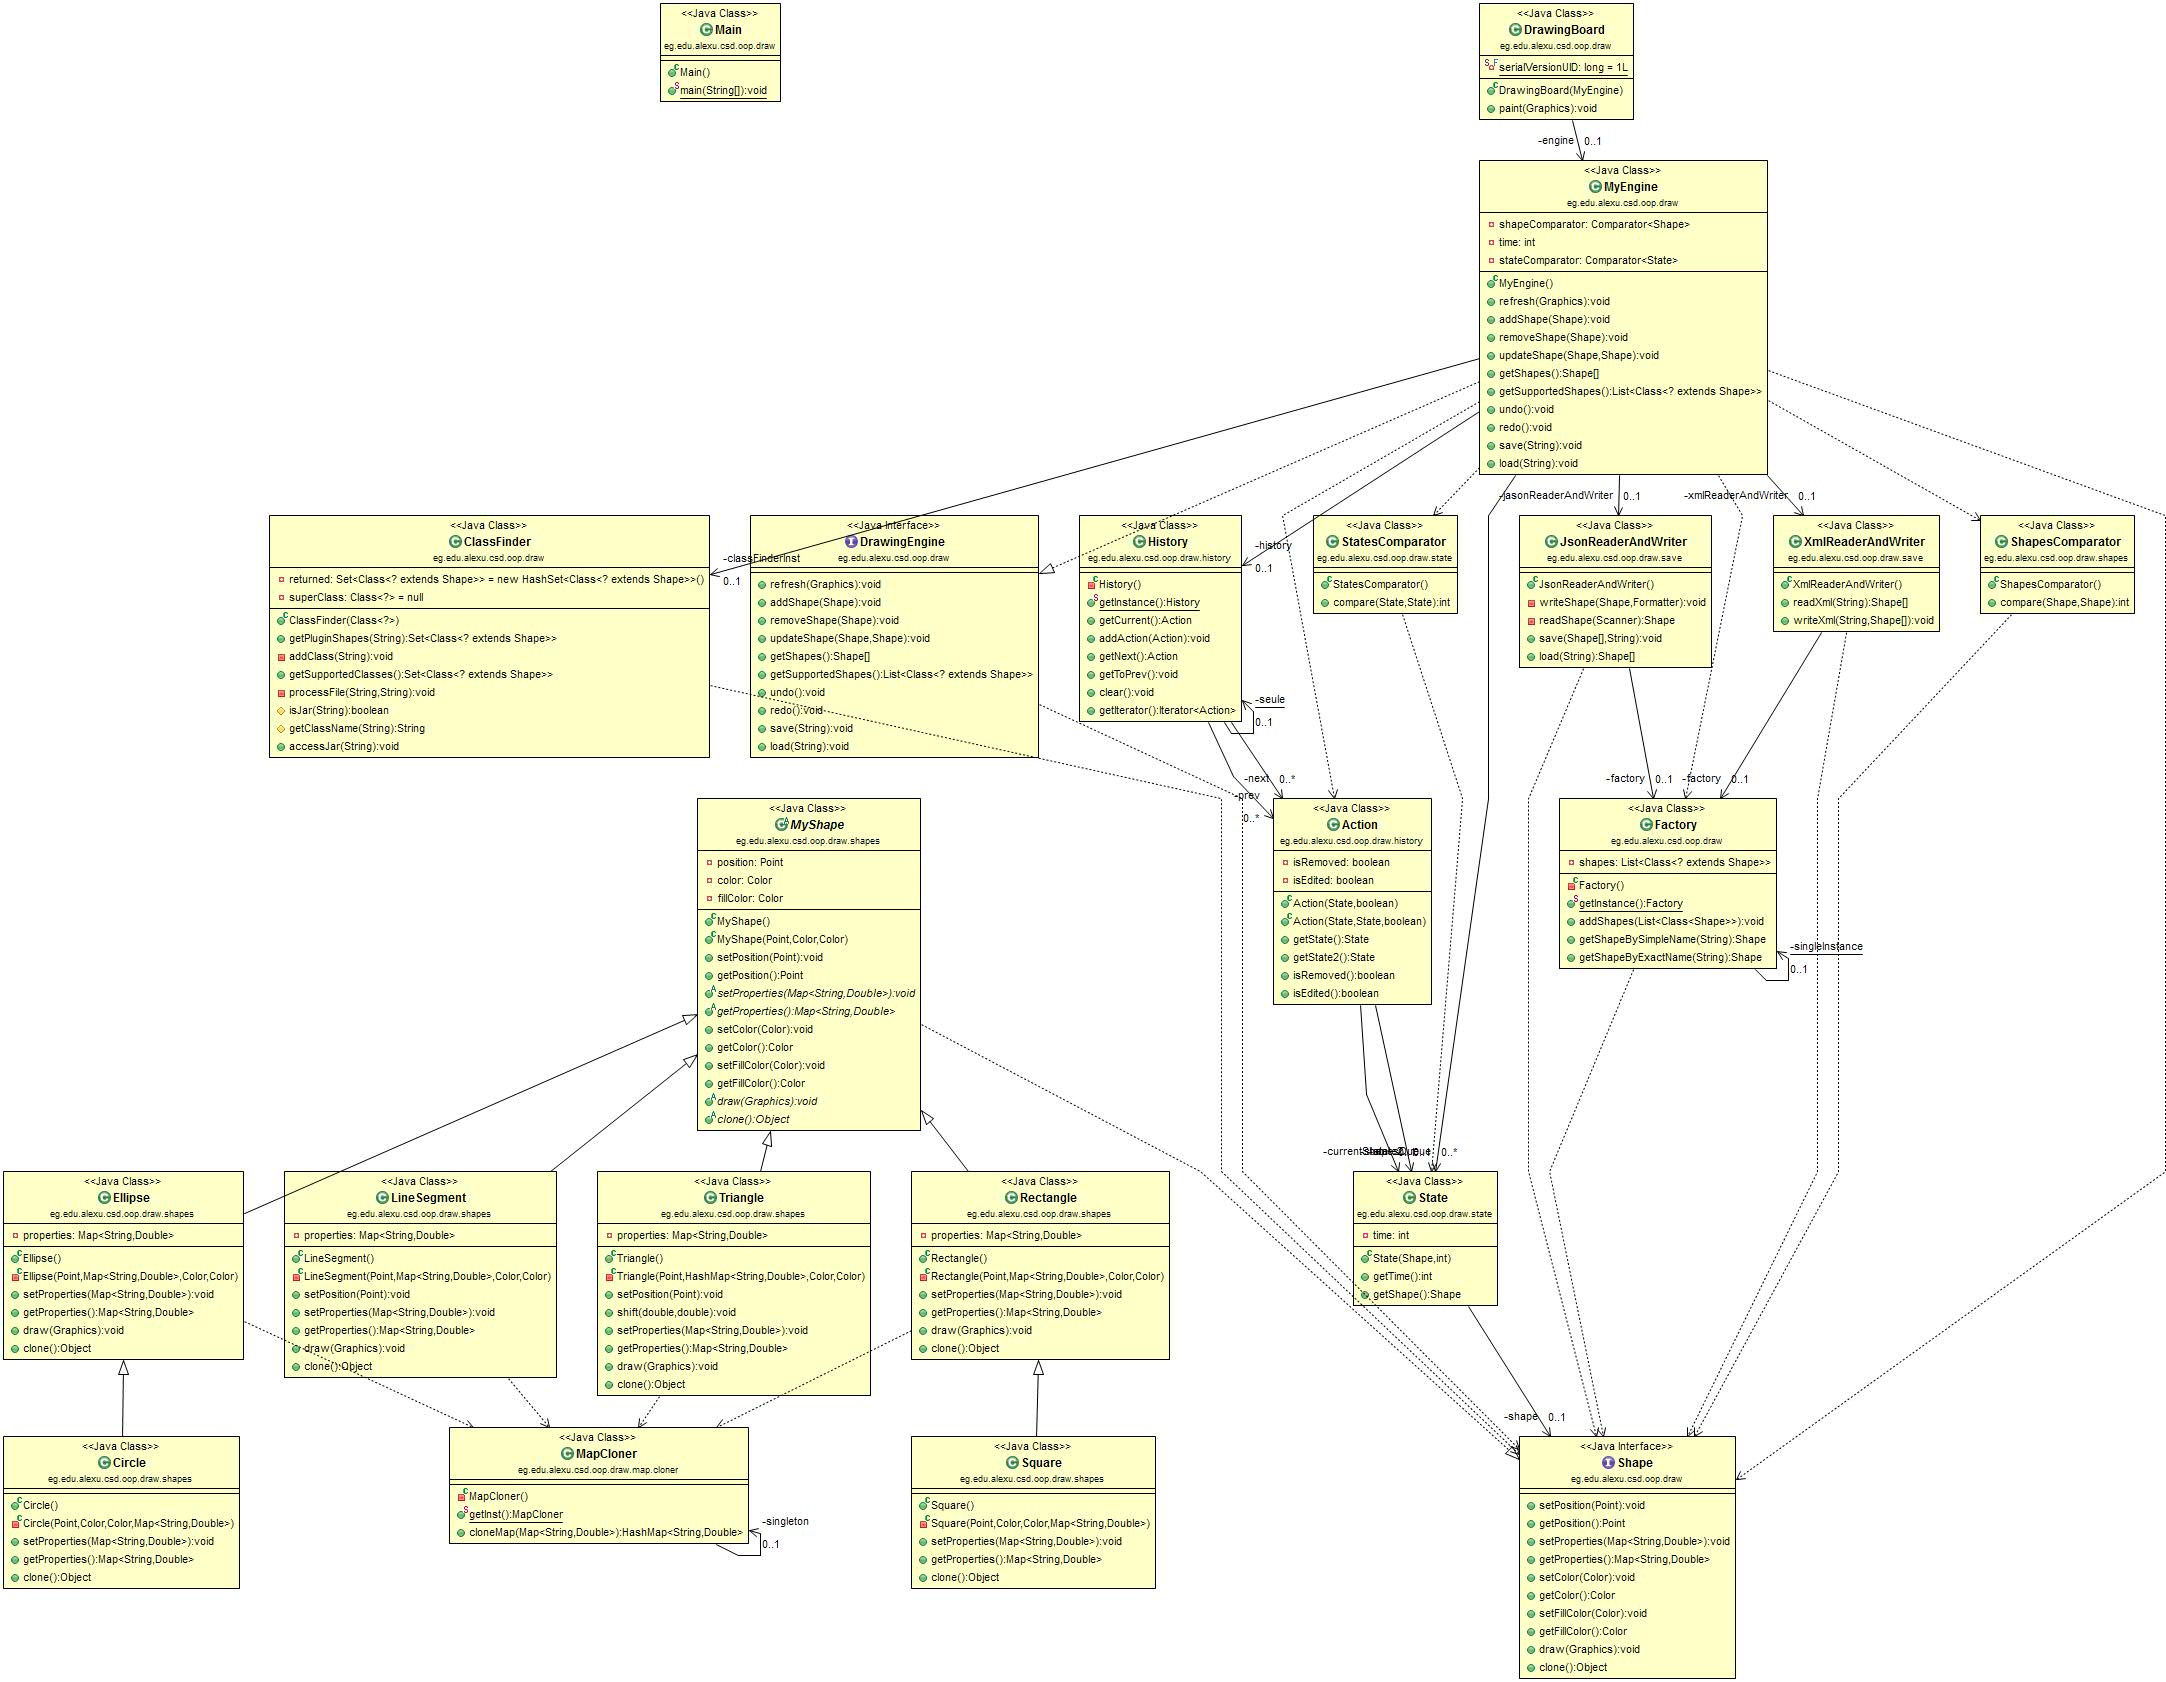 <<Java Class>>
Main
eg.edu.alexu.csd.oop.draw
Main()
main(String[]):void
<<Java Class>>
DrawingBoard
eg.edu.alexu.csd.oop.draw
serialVersionUID: long = 1L
DrawingBoard(MyEngine)
paint(Graphics):void
-engine 0..1
<<Java Class>>
MyEngine
eg.edu.alexu.csd.oop.draw
shapeComparator: Comparator<Shape>
time: int
stateComparator: Comparator<State>
MyEngine()
refresh(Graphics):void
addShape(Shape):void
removeShape(Shape):void
updateShape(Shape,Shape):void
getShapes():Shape[]
getSupportedShapes():List<Class<? extends Shape>>
undo():void
redo():void
save(String):void
load(String):void
-jasonReaderAndWriter 0..1
-xmlReaderAndWriter 0..1
<<Java Class>>
ClassFinder
eg.edu.alexu.csd.oop.draw
returned: Set<Class<? extends Shape>> = new HashSet<Class<? extends Shape>>()
superClass: Class<?> = null
ClassFinder(Class<?>)
getPluginShapes(String):Set<Class<? extends Shape>>
addClass(String):void
getSupportedClasses():Set<Class<? extends Shape>>
processFile(String,String):void
isJar(String):boolean
getClassName(String):String
accessJar(String):void
-classFinderInst
0..1
<<Java Interface>>
DrawingEngine
eg.edu.alexu.csd.oop.draw
refresh(Graphics):void
addShape(Shape):void
removeShape(Shape):void
updateShape(Shape,Shape):void
getShapes():Shape[]
getSupportedShapes():List<Class<? extends Shape>>
undo():void
redo():void
save(String):void
load(String):void
<<Java Class>>
History
eg.edu.alexu.csd.oop.draw.history
History()
getInstance():History
getCurrent():Action
addAction(Action):void
getNext():Action
getToPrev():void
clear():void
getIterator():Iterator<Action>
-history
0..1
-seule
0..1
<<Java Class>>
StatesComparator
eg.edu.alexu.csd.oop.draw.state
StatesComparator()
compare(State,State):int
<<Java Class>>
JsonReaderAndWriter
eg.edu.alexu.csd.oop.draw.save
JsonReaderAndWriter()
writeShape(Shape,Formatter):void
readShape(Scanner):Shape
save(Shape[],String):void
load(String):Shape[]
<<Java Class>>
XmlReaderAndWriter
eg.edu.alexu.csd.oop.draw.save
XmlReaderAndWriter()
readXml(String):Shape[]
writeXml(String,Shape[]):void
<<Java Class>>
ShapesComparator
eg.edu.alexu.csd.oop.draw.shapes
ShapesComparator()
compare(Shape,Shape):int
-next 0..*
-prev
0..*
-factory 0..1
-factory 0..1
<<Java Class>>
MyShape
eg.edu.alexu.csd.oop.draw.shapes
position: Point
color: Color
fillColor: Color
MyShape()
MyShape(Point,Color,Color)
setPosition(Point):void
getPosition():Point
setProperties(Map<String,Double>):void
getProperties():Map<String,Double>
setColor(Color):void
getColor():Color
setFillColor(Color):void
getFillColor():Color
draw(Graphics):void
clone():Object
<<Java Class>>
Action
eg.edu.alexu.csd.oop.draw.history
isRemoved: boolean
isEdited: boolean
Action(State,boolean)
Action(State,State,boolean)
getState():State
getState2():State
isRemoved():boolean
isEdited():boolean
<<Java Class>>
Factory
eg.edu.alexu.csd.oop.draw
shapes: List<Class<? extends Shape>>
Factory()
getInstance():Factory
addShapes(List<Class<Shape>>):void
getShapeBySimpleName(String):Shape
getShapeByExactName(String):Shape
-singleInstance
0..1
0..*
<<Java Class>>
Ellipse
eg.edu.alexu.csd.oop.draw.shapes
properties: Map<String,Double>
Ellipse()
Ellipse(Point,Map<String,Double>,Color,Color)
setProperties(Map<String,Double>):void
getProperties():Map<String,Double>
draw(Graphics):void
clone():Object
<<Java Class>>
LineSegment
eg.edu.alexu.csd.oop.draw.shapes
properties: Map<String,Double>
LineSegment()
LineSegment(Point,Map<String,Double>,Color,Color)
setPosition(Point):void
setProperties(Map<String,Double>):void
getProperties():Map<String,Double>
draw(Graphics):void
clone():Object
<<Java Class>>
Triangle
eg.edu.alexu.csd.oop.draw.shapes
properties: Map<String,Double>
Triangle()
Triangle(Point,HashMap<String,Double>,Color,Color)
setPosition(Point):void
shift(double,double):void
setProperties(Map<String,Double>):void
getProperties():Map<String,Double>
draw(Graphics):void
clone():Object
<<Java Class>>
Rectangle
eg.edu.alexu.csd.oop.draw.shapes
properties: Map<String,Double>
Rectangle()
Rectangle(Point,Map<String,Double>,Color,Color)
setProperties(Map<String,Double>):void
getProperties():Map<String,Double>
draw(Graphics):void
clone():Object
<<Java Class>>
State
eg.edu.alexu.csd.oop.draw.state
time: int
State(Shape,int)
getTime():int
getShape():Shape
-shape 0..1
<<Java Class>>
Circle
eg.edu.alexu.csd.oop.draw.shapes
Circle()
Circle(Point,Color,Color,Map<String,Double>)
setProperties(Map<String,Double>):void
getProperties():Map<String,Double>
clone():Object
<<Java Class>>
MapCloner
eg.edu.alexu.csd.oop.draw.map.cloner
MapCloner()
getInst():MapCloner
cloneMap(Map<String,Double>):HashMap<String,Double>
-singleton
0..1
<<Java Class>>
Square
eg.edu.alexu.csd.oop.draw.shapes
Square()
Square(Point,Color,Color,Map<String,Double>)
setProperties(Map<String,Double>):void
getProperties():Map<String,Double>
clone():Object
<<Java Interface>>
Shape
eg.edu.alexu.csd.oop.draw
setPosition(Point):void
getPosition():Point
setProperties(Map<String,Double>):void
getProperties():Map<String,Double>
setColor(Color):void
getColor():Color
setFillColor(Color):void
getFillColor():Color
draw(Graphics):void
clone():Object